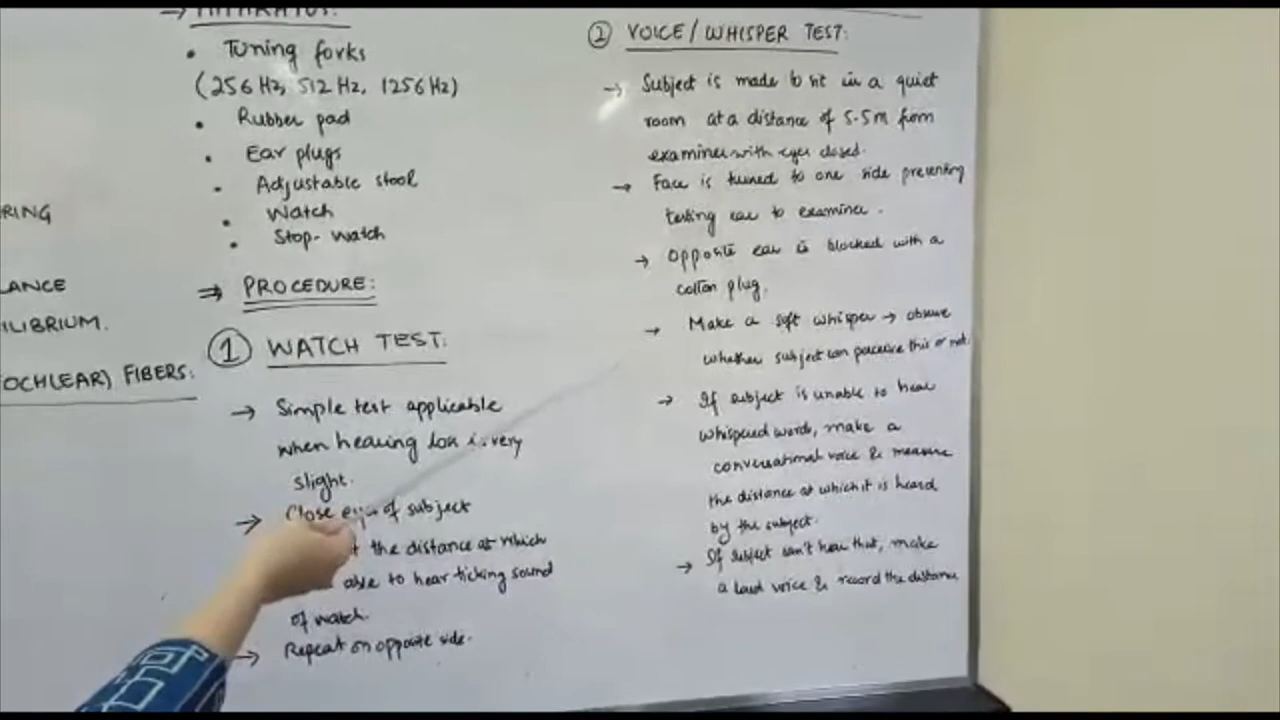 → APPARATUS:
• Tuning forks
(256 Hz, 512 Hz, 1256 Hz)
• Rubber pad
• Ear plugs
• Adjustable stool
• Watch
• Stop-watch
RING
LANCE
ILIBRIUM.
OCHLEAR) FIBERS:
⇒ PROCEDURE:
① WATCH TEST:
→ Simple test applicable
when hearing loss is very
slight.
→ Close eyes of subject
the distance at which
able to hear ticking sound
of watch.
→ Repeat on opposite side.
② VOICE/WHISPER TEST:
→ Subject is made to sit in a quiet
room at a distance of 5.5m from
examiner with eyes closed.
→ Face is turned to one side presenting
testing ear to examiner.
→ Opposite ear is blocked with a
cotton plug.
→ Make a soft whisper → observe
whether subject can perceive this or not.
→ If subject is unable to hear
whispered words, make a
conversational voice & measure
the distance at which it is heard
by the subject.
→ If subject can't hear that, make
a loud voice & record the distance